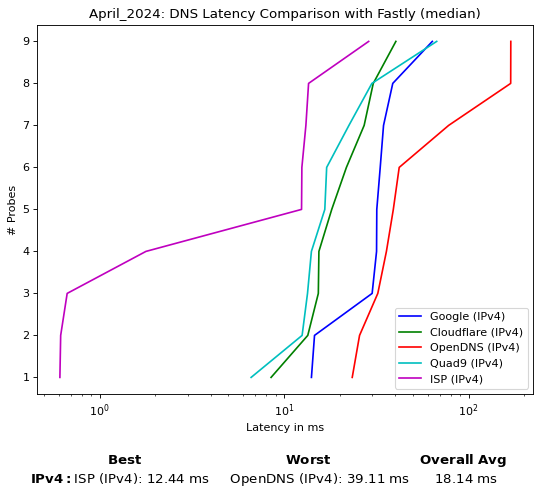 April_2024: DNS Latency Comparison with Fastly (median)
# Probes
9
8
7
6
5
4
3
2
1
Google (IPv4)
Cloudflare (IPv4)
OpenDNS (IPv4)
Quad9 (IPv4)
ISP (IPv4)
10⁰ 10¹ 10²
Latency in ms
Best Worst Overall Avg
IPv4: ISP (IPv4): 12.44 ms OpenDNS (IPv4): 39.11 ms 18.14 ms